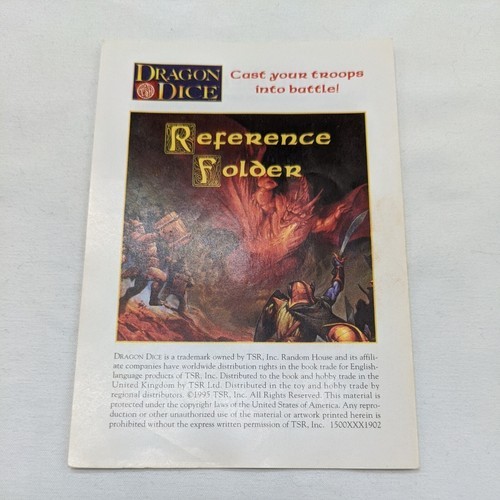 DRAGON DICE
Cast your troops
into battle!
Reference
Folder
DRAGON DICE is a trademark owned by TSR, Inc. Random House and its affili-
ate companies have worldwide distribution rights in the book trade for English-
language products of TSR, Inc. Distributed to the book and hobby trade in the
United Kingdom by TSR Ltd. Distributed in the toy and hobby trade by
regional distributors. ©1995 TSR, Inc. All Rights Reserved. This material is
protected under the copyright laws of the United States of America. Any repro-
duction or other unauthorized use of the material or artwork printed herein is
prohibited without the express written permission of TSR, Inc. 1500XXX1902